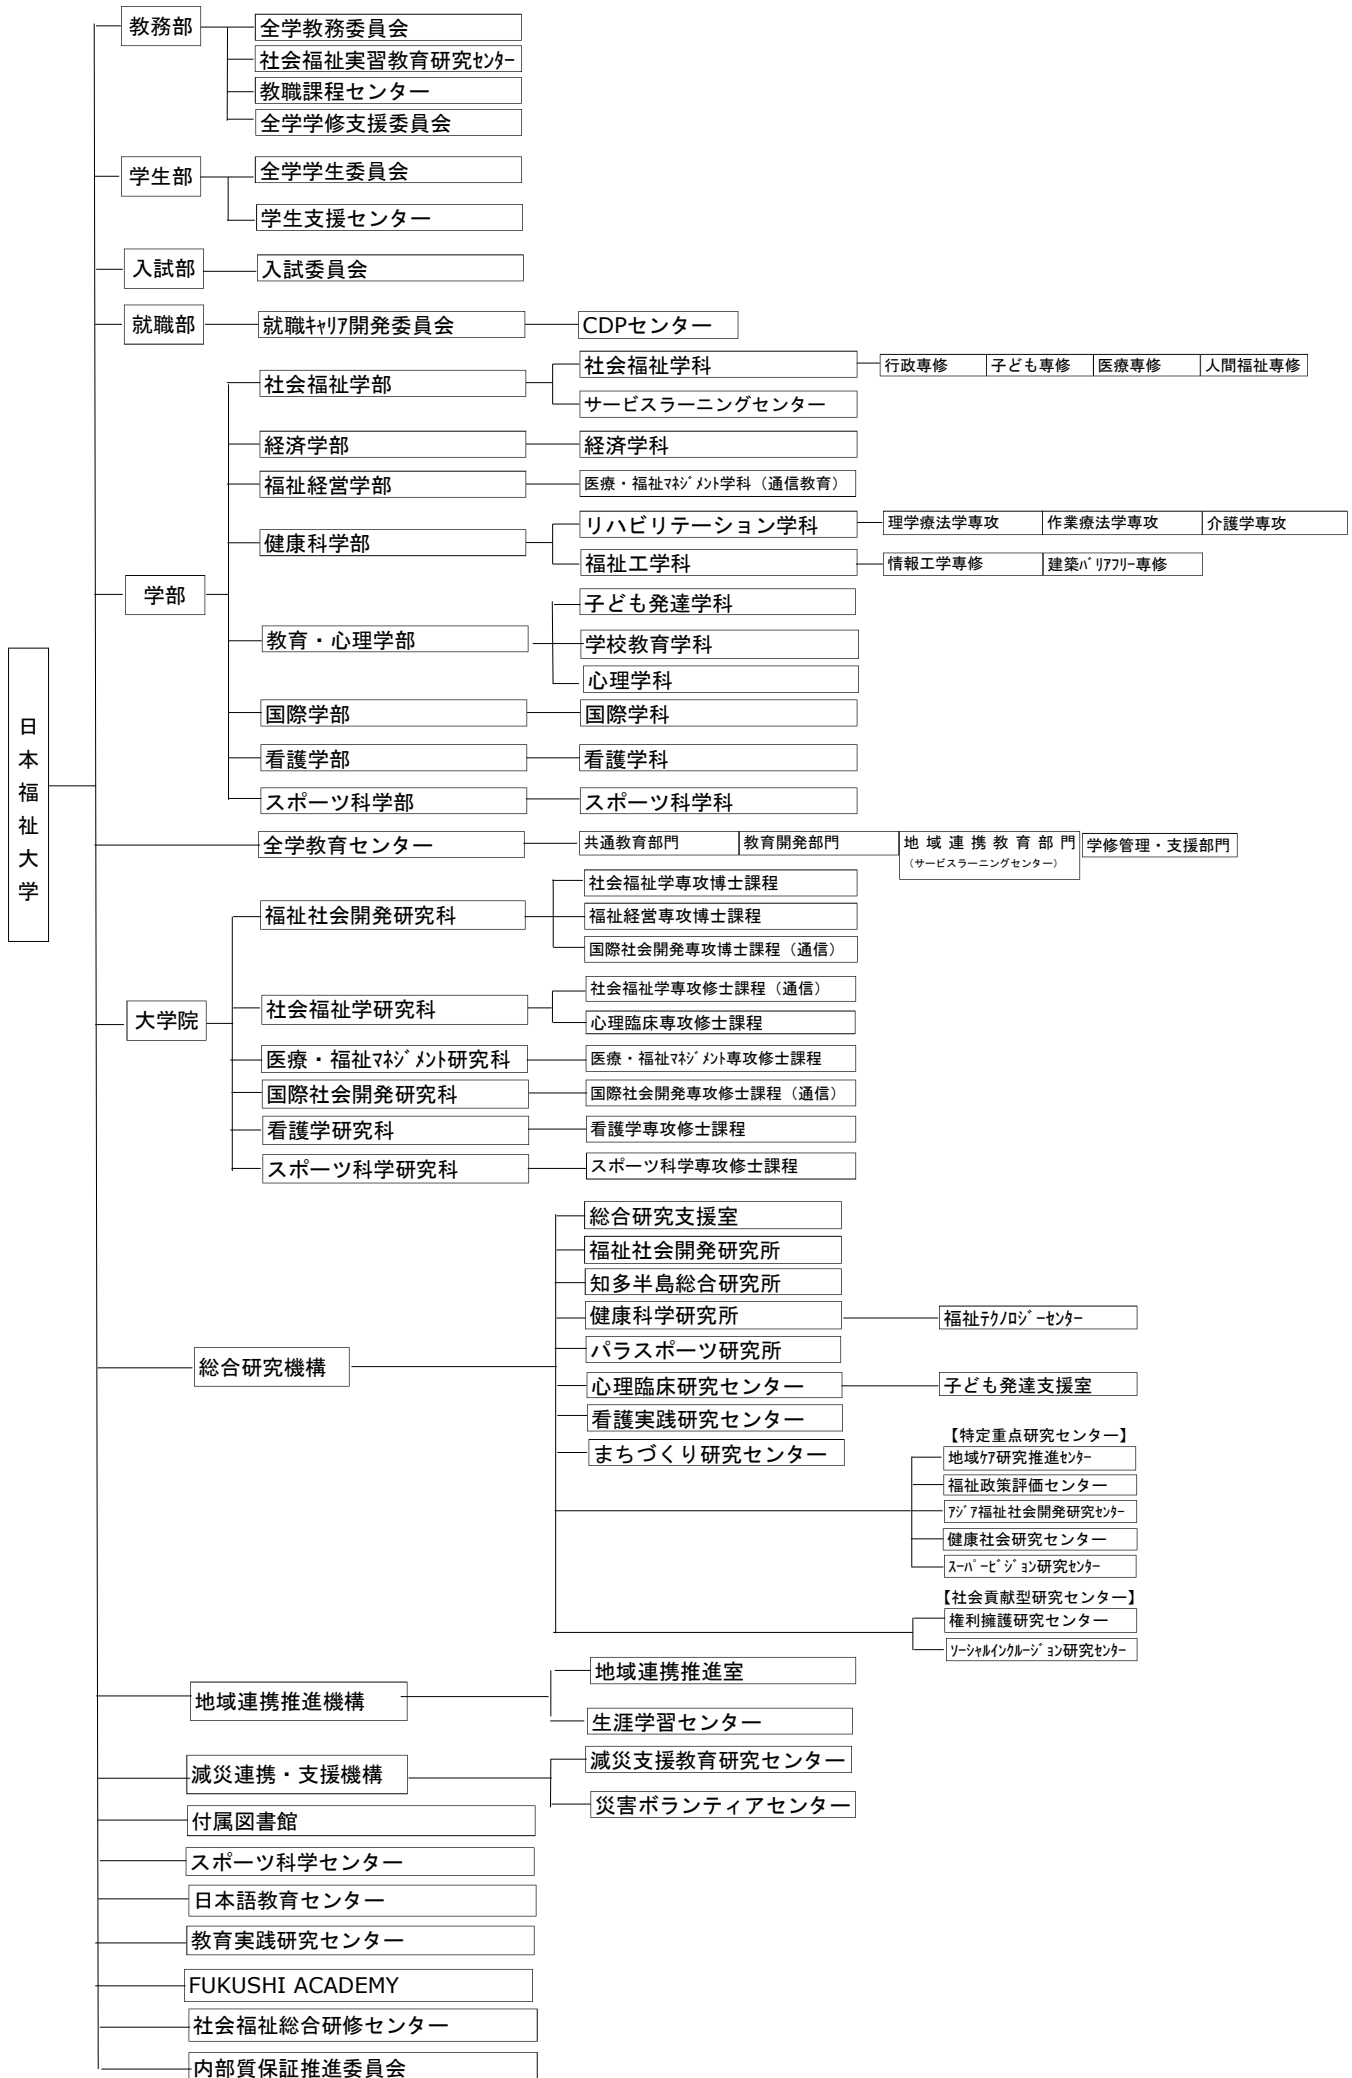 日本福祉大学
教務部
全学教務委員会
社会福祉実習教育研究ｾﾝﾀｰ
教職課程センター
全学学修支援委員会
学生部
全学学生委員会
学生支援センター
入試部
入試委員会
就職部
就職ｷｬﾘｱ開発委員会
CDPセンター
学部
社会福祉学部
社会福祉学科
行政専修
子ども専修
医療専修
人間福祉専修
サービスラーニングセンター
経済学部
経済学科
福祉経営学部
医療・福祉ﾏﾈｼﾞﾒﾝﾄ学科（通信教育）
健康科学部
リハビリテーション学科
理学療法学専攻
作業療法学専攻
介護学専攻
福祉工学科
情報工学専修
建築ﾊﾞﾘｱﾌﾘｰ専修
教育・心理学部
子ども発達学科
学校教育学科
心理学科
国際学部
国際学科
看護学部
看護学科
スポーツ科学部
スポーツ科学科
全学教育センター
共通教育部門
教育開発部門
地域連携教育部門
（サービスラーニングセンター）
学修管理・支援部門
大学院
福祉社会開発研究科
社会福祉学専攻博士課程
福祉経営専攻博士課程
国際社会開発専攻博士課程（通信）
社会福祉学研究科
社会福祉学専攻修士課程（通信）
心理臨床専攻修士課程
医療・福祉ﾏﾈｼﾞﾒﾝﾄ研究科
医療・福祉ﾏﾈｼﾞﾒﾝﾄ専攻修士課程
国際社会開発研究科
国際社会開発専攻修士課程（通信）
看護学研究科
看護学専攻修士課程
スポーツ科学研究科
スポーツ科学専攻修士課程
総合研究機構
総合研究支援室
福祉社会開発研究所
知多半島総合研究所
健康科学研究所
福祉ﾃｸﾉﾛｼﾞｰｾﾝﾀｰ
パラスポーツ研究所
心理臨床研究センター
子ども発達支援室
看護実践研究センター
まちづくり研究センター
【特定重点研究センター】
地域ｹｱ研究推進ｾﾝﾀｰ
福祉政策評価センター
ｱｼﾞｱ福祉社会開発研究ｾﾝﾀｰ
健康社会研究センター
ｽｰﾊﾟｰﾋﾞｼﾞｮﾝ研究ｾﾝﾀｰ
【社会貢献型研究センター】
権利擁護研究センター
ｿｰｼｬﾙｲﾝｸﾙｰｼﾞｮﾝ研究ｾﾝﾀｰ
地域連携推進機構
地域連携推進室
生涯学習センター
減災連携・支援機構
減災支援教育研究センター
災害ボランティアセンター
付属図書館
スポーツ科学センター
日本語教育センター
教育実践研究センター
FUKUSHI ACADEMY
社会福祉総合研修センター
内部質保証推進委員会